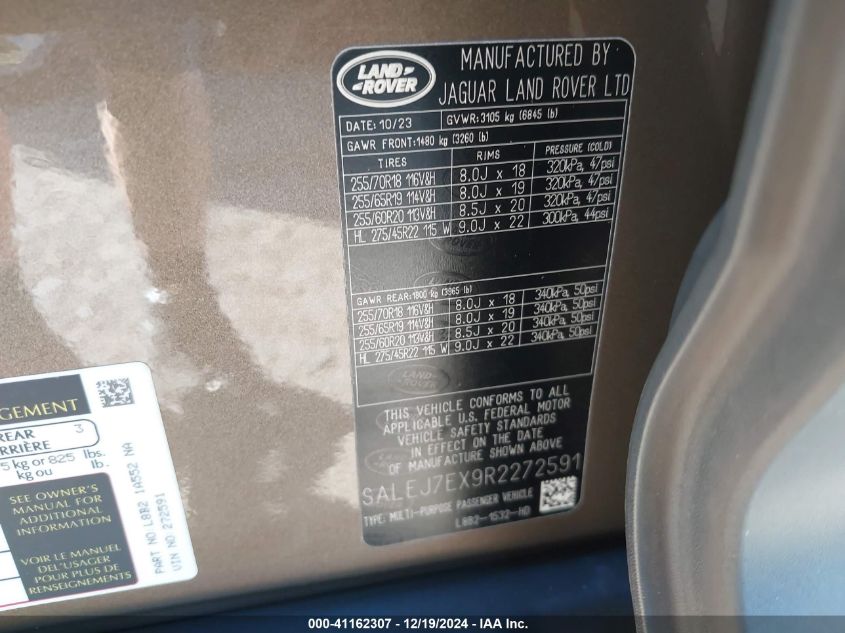 LAND
ROVER
MANUFACTURED BY
JAGUAR LAND ROVER LTD
DATE: 10/23 GVWR: 3105 kg (6845 lb)
GAWR FRONT: 1480 kg (3260 lb)
TIRES RIMS PRESSURE (COLD)
255/70R18 116V&H 8.0J x 18 320kPa, 47psi
255/65R19 114V&H 8.0J x 19 320kPa, 47psi
255/60R20 113V&H 8.5J x 20 320kPa, 47psi
HL 275/45R22 115 W 9.0J x 22 300kPa, 44psi
GAWR REAR: 1800 kg (3965 lb)
255/70R18 116V&H 8.0J x 18 340kPa, 50psi
255/65R19 114V&H 8.0J x 19 340kPa, 50psi
255/60R20 113V&H 8.5J x 20 340kPa, 50psi
HL 275/45R22 115 W 9.0J x 22 340kPa, 50psi
LAND
ROVER
THIS VEHICLE CONFORMS TO ALL
APPLICABLE U.S. FEDERAL MOTOR
VEHICLE SAFETY STANDARDS
IN EFFECT ON THE DATE
OF MANUFACTURE SHOWN ABOVE
SALEJ7EX9R2272591
TYPE: MULTI-PURPOSE PASSENGER VEHICLE
L8B2-1532-HD
REAR 3
5 kg or 825 lbs.
kg ou lb.
SEE OWNER'S
MANUAL FOR
ADDITIONAL
INFORMATION
VOIR LE MANUEL
DEL'USAGER
POUR PLUS DE
RENSEIGNEMENTS
PART NO: L8B2 1A552 NA
VIN NO: 272591
000-41162307 - 12/19/2024 - IAA Inc.